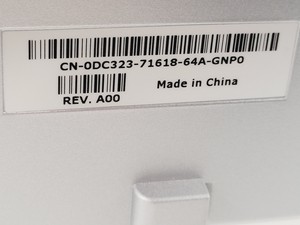 CN-0DC323-71618-64A-GNP0
REV. A00
Made in China